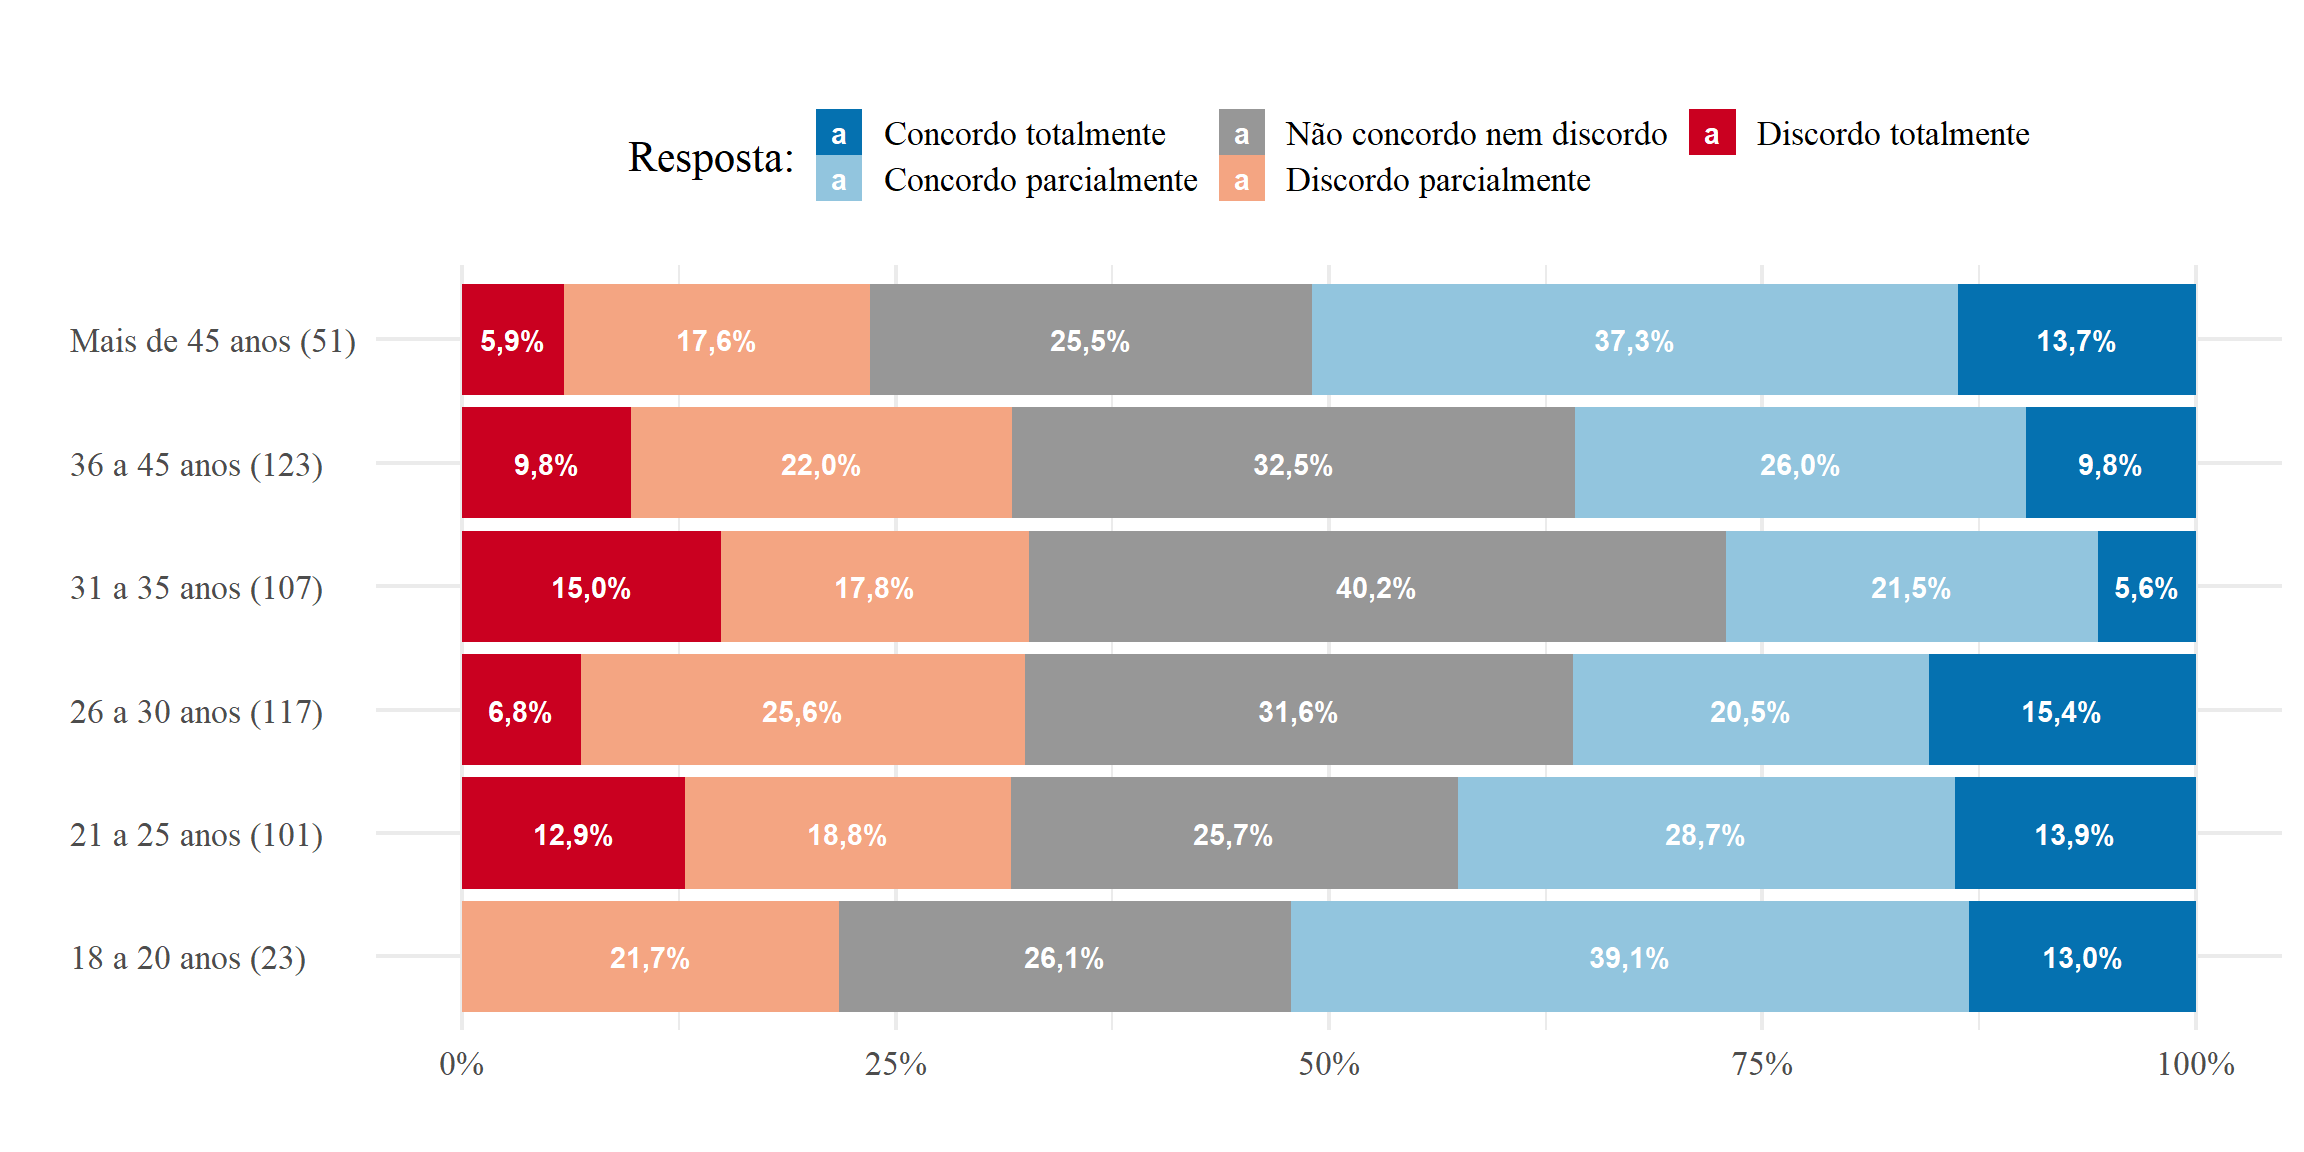 Resposta:
a Concordo totalmente
a Concordo parcialmente
a Não concordo nem discordo
a Discordo parcialmente
a Discordo totalmente
Mais de 45 anos (51) 5,9% 17,6% 25,5% 37,3% 13,7%
36 a 45 anos (123) 9,8% 22,0% 32,5% 26,0% 9,8%
31 a 35 anos (107) 15,0% 17,8% 40,2% 21,5% 5,6%
26 a 30 anos (117) 6,8% 25,6% 31,6% 20,5% 15,4%
21 a 25 anos (101) 12,9% 18,8% 25,7% 28,7% 13,9%
18 a 20 anos (23) 21,7% 26,1% 39,1% 13,0%
0% 25% 50% 75% 100%